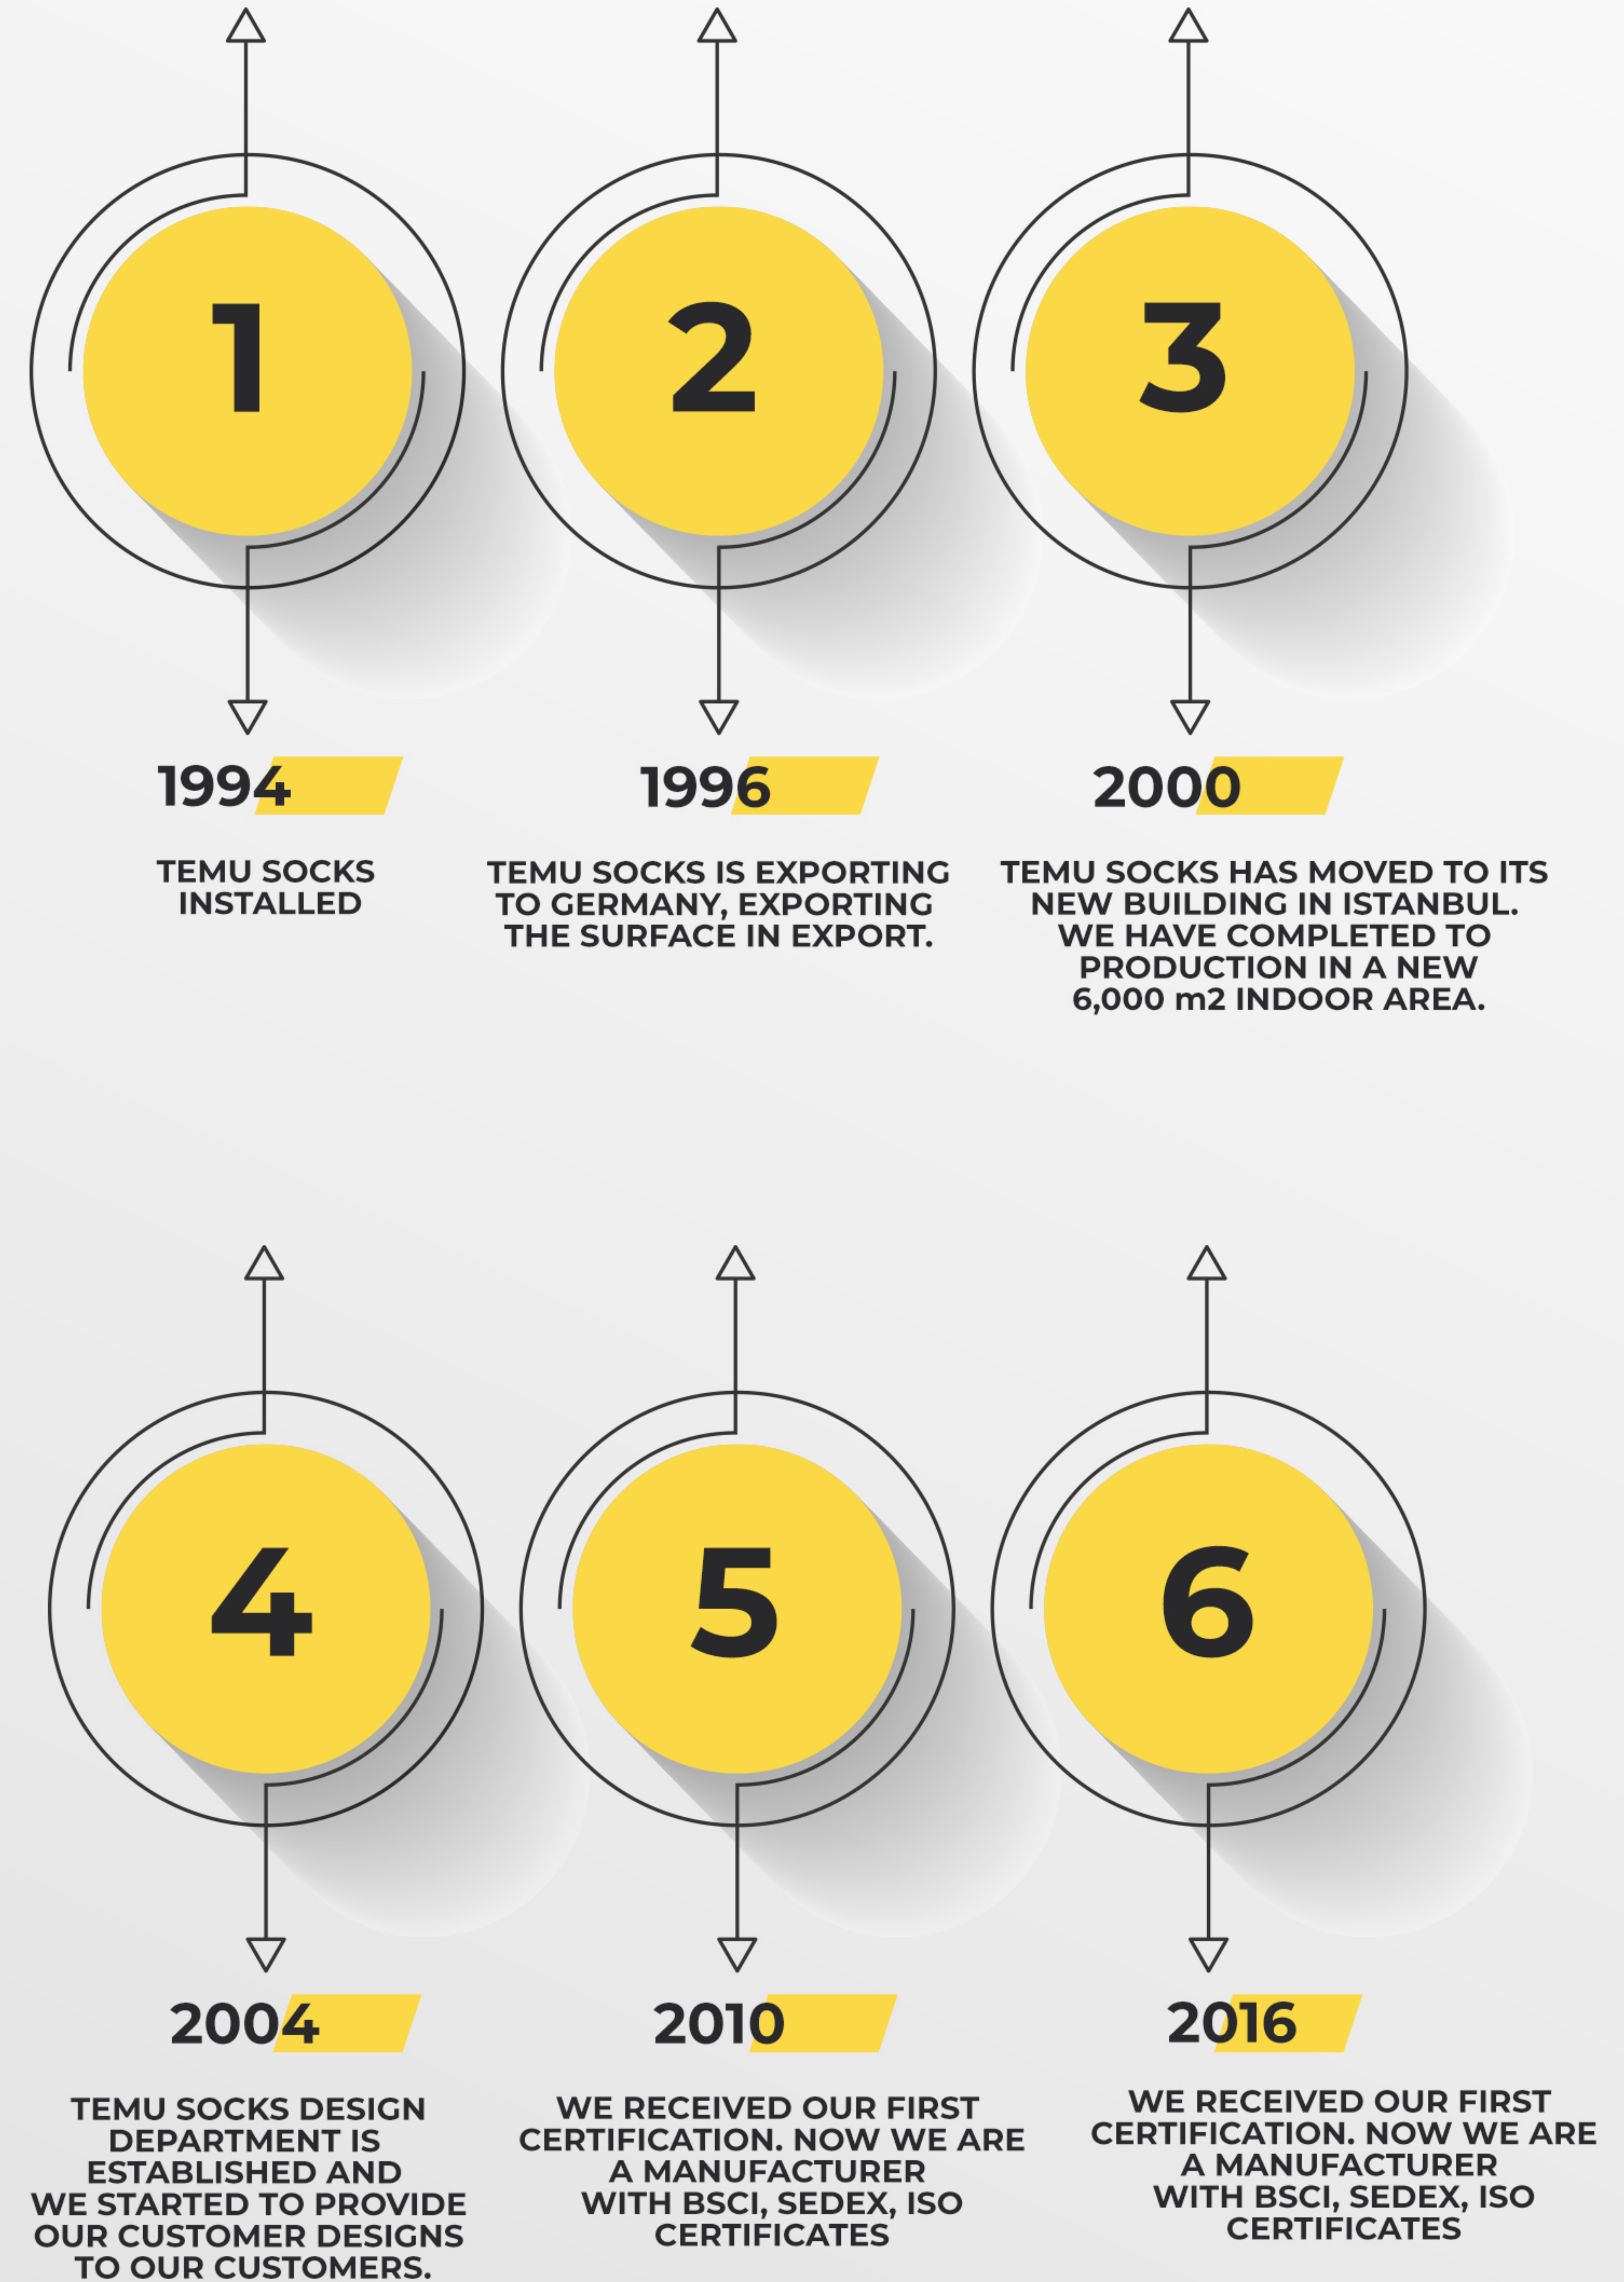 1
2
3
1994
1996
2000
TEMU SOCKS
INSTALLED
TEMU SOCKS IS EXPORTING
TO GERMANY, EXPORTING
THE SURFACE IN EXPORT.
TEMU SOCKS HAS MOVED TO ITS
NEW BUILDING IN ISTANBUL.
WE HAVE COMPLETED TO
PRODUCTION IN A NEW
6,000 m2 INDOOR AREA.
4
5
6
2004
2010
2016
TEMU SOCKS DESIGN
DEPARTMENT IS
ESTABLISHED AND
WE STARTED TO PROVIDE
OUR CUSTOMER DESIGNS
TO OUR CUSTOMERS.
WE RECEIVED OUR FIRST
CERTIFICATION. NOW WE ARE
A MANUFACTURER
WITH BSCI, SEDEX, ISO
CERTIFICATES
WE RECEIVED OUR FIRST
CERTIFICATION. NOW WE ARE
A MANUFACTURER
WITH BSCI, SEDEX, ISO
CERTIFICATES